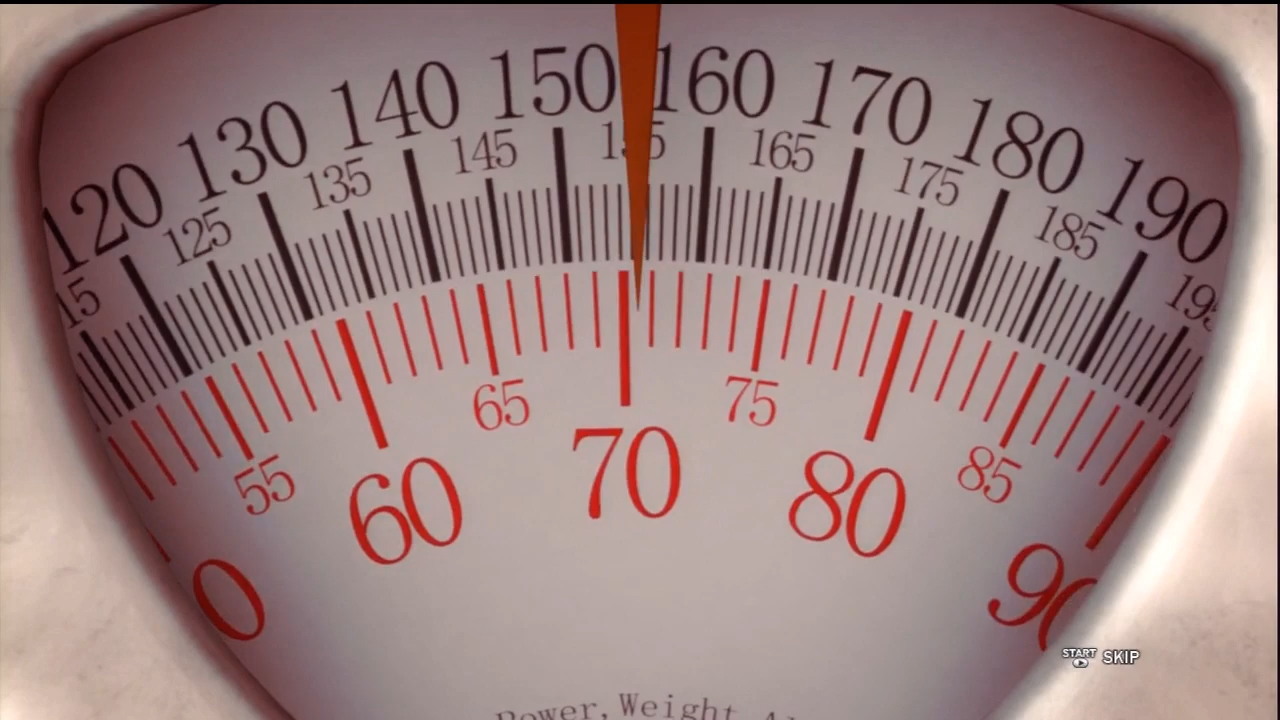 120 130 140 150 160 170 180 190
125 135 145 165 175 185
55 65 75 85
60 70 80 90
START SKIP
Power, Weight